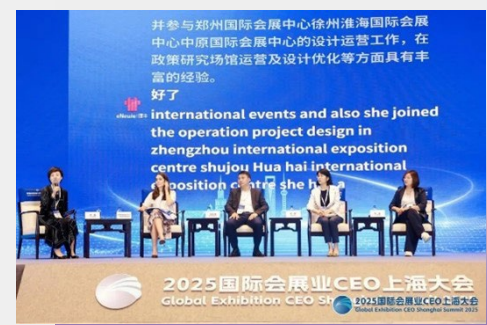 并参与郑州国际会展中心徐州淮海国际会展
中心中原国际会展中心的设计运营工作，在
政策研究场馆运营及设计优化等方面具有丰
富的经验。
好了
international events and also she joined
the operation project design in
zhengzhou international exposition
centre shujou Hua hai international
exposition centre she has a
2025国际会展业CEO上海大会
Global Exhibition CEO Sh
2025国际会展业CEO上海大会
Global Exhibition CEO Shanghai Summit 2025